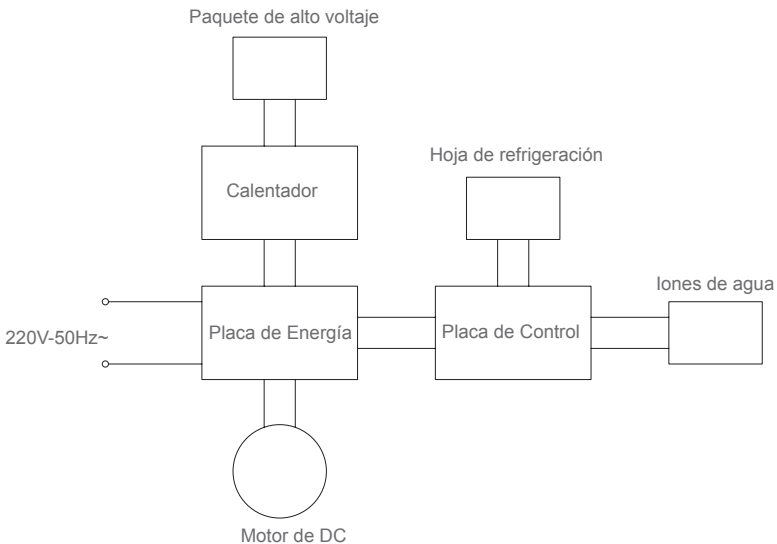 Paquete de alto voltaje
Hoja de refrigeración
Calentador
Iones de agua
220V-50Hz~
Placa de Energía
Placa de Control
Motor de DC